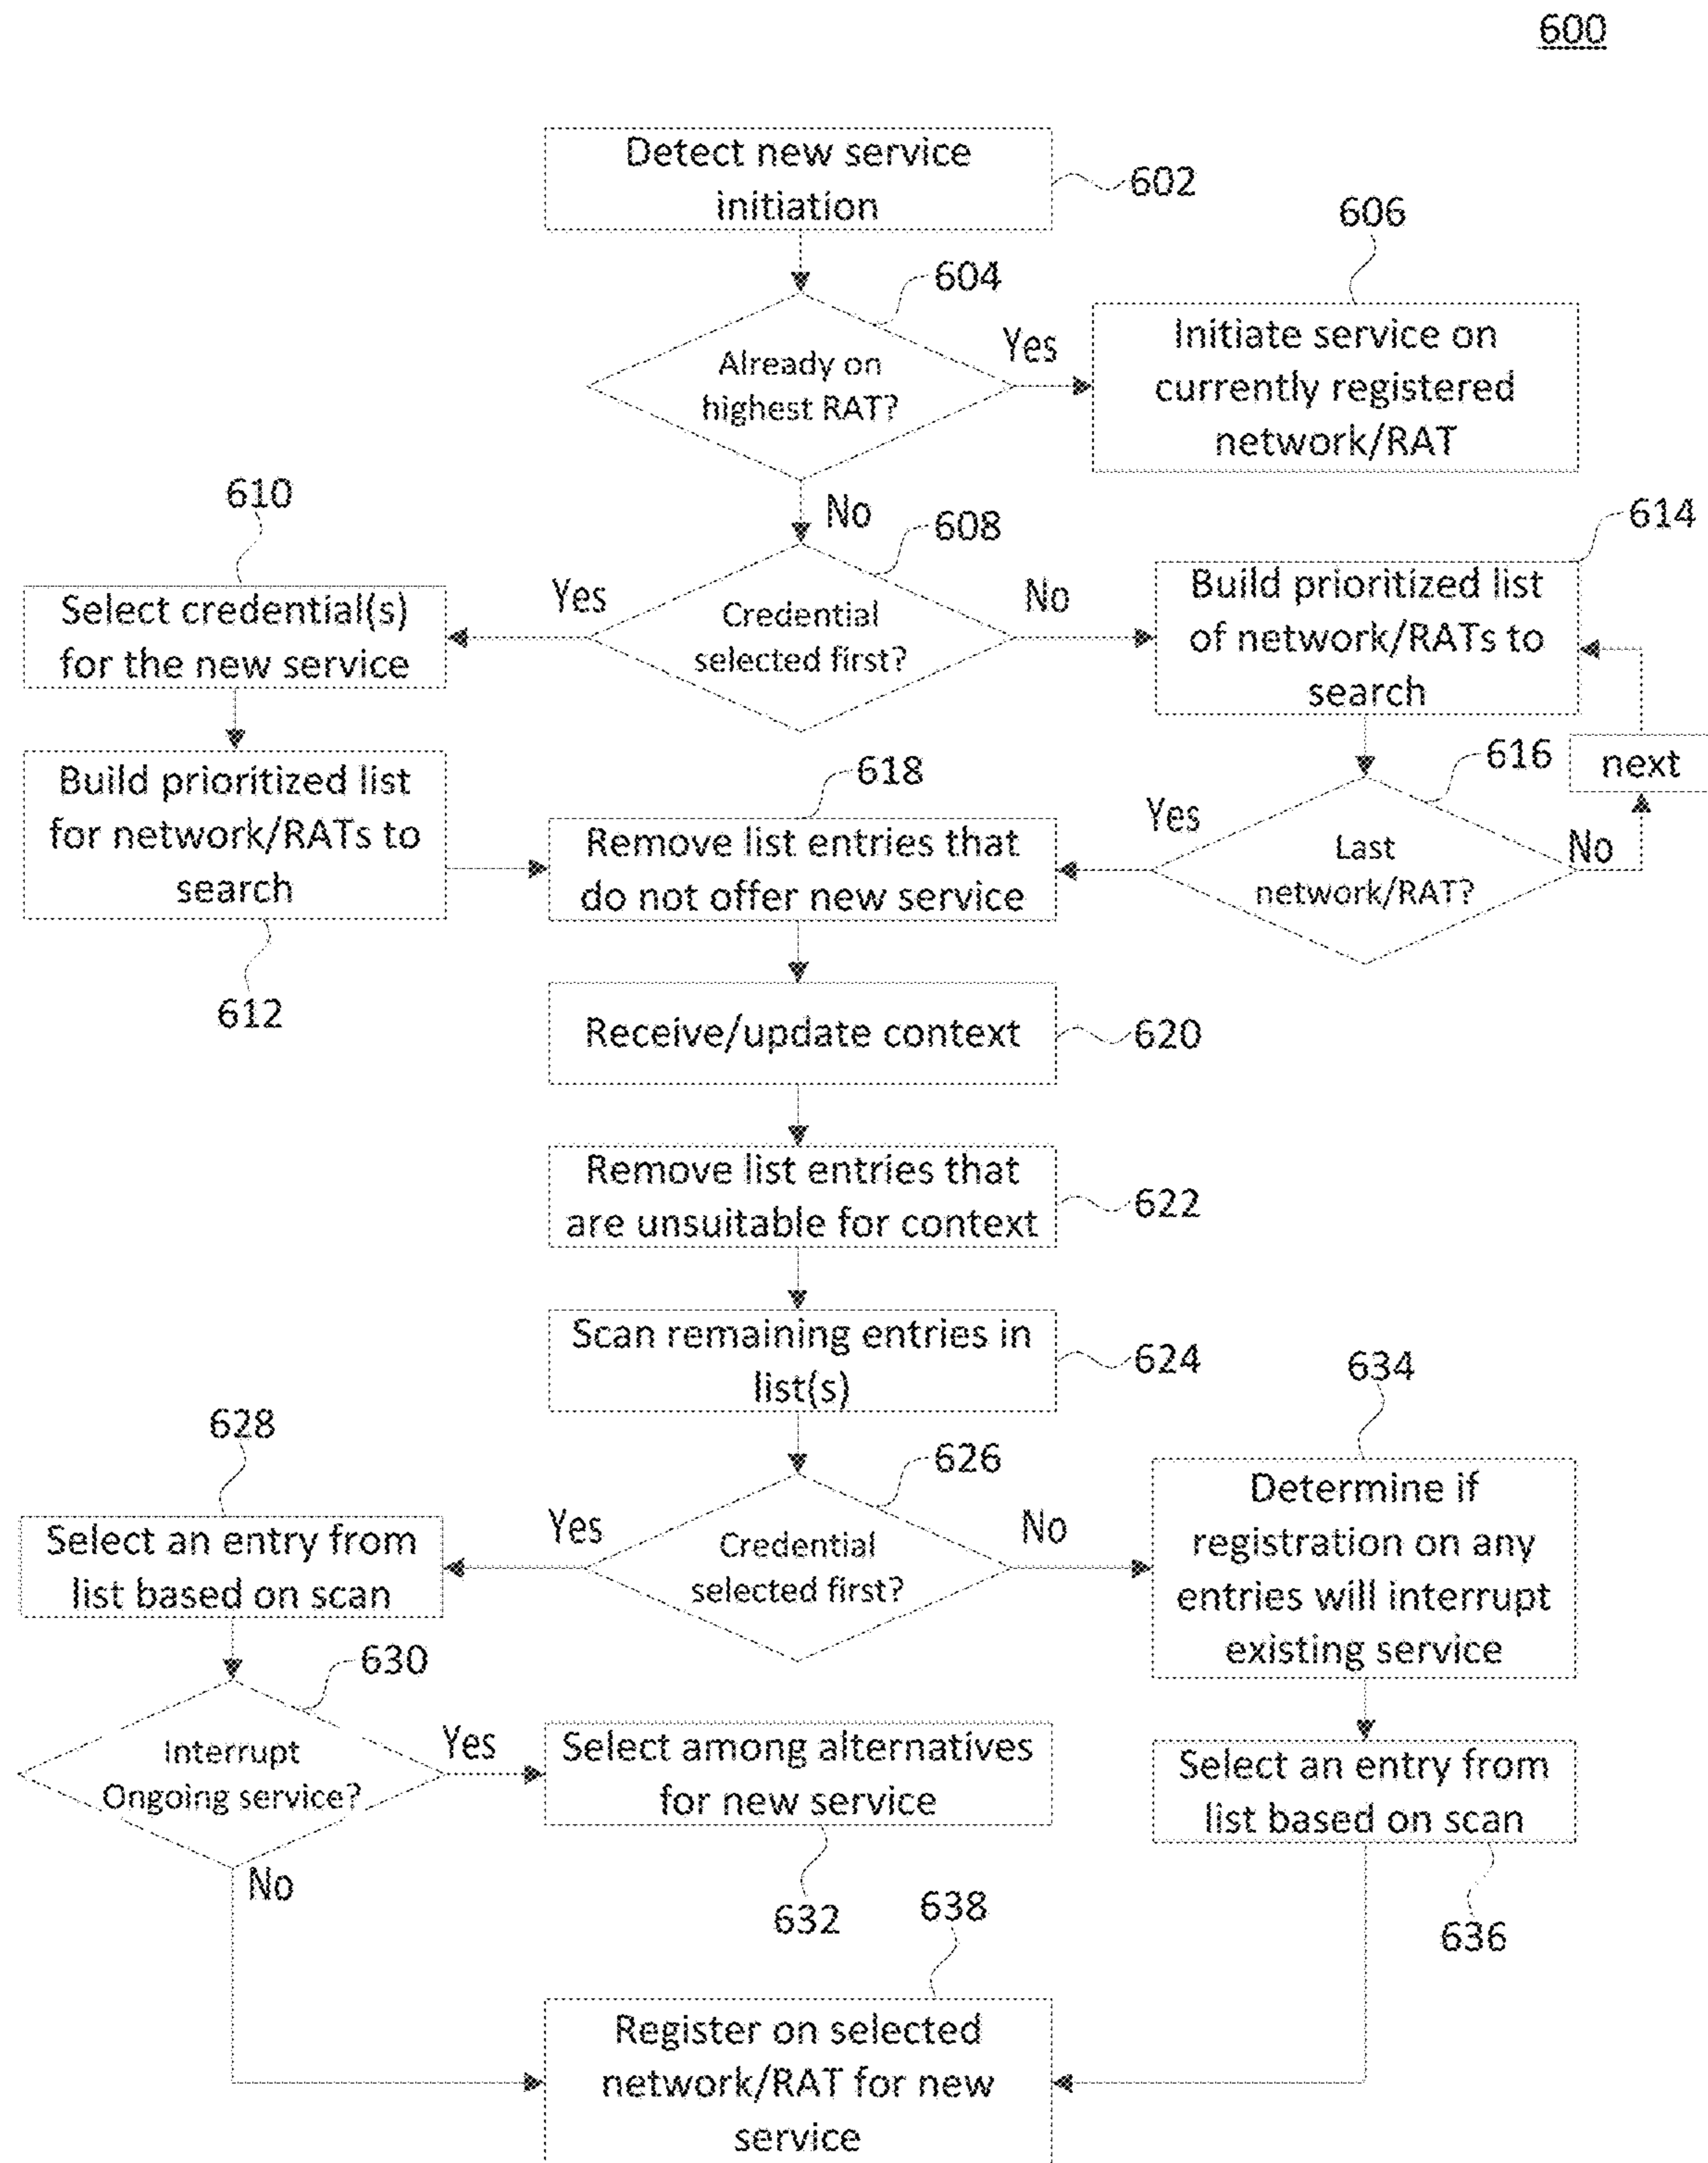 600
Detect new service
initiation
602
606
604
Already on
highest RAT?
Yes
Initiate service on
currently registered
network/RAT
No
610
608
614
Select credential(s)
for the new service
Yes
Credential
selected first?
No
Build prioritized list
of network/RATs to
search
Build prioritized list
for network/RATs to
search
612
618
Remove list entries that
do not offer new service
Yes
616
Last
network/RAT?
No
next
Receive/update context
620
Remove list entries that
are unsuitable for context
622
Scan remaining entries in
list(s)
624
634
628
626
Select an entry from
list based on scan
Yes
Credential
selected first?
No
Determine if
registration on any
entries will interrupt
existing service
630
Interrupt
Ongoing service?
Yes
Select among alternatives
for new service
Select an entry from
list based on scan
No
632
638
636
Register on selected
network/RAT for new
service